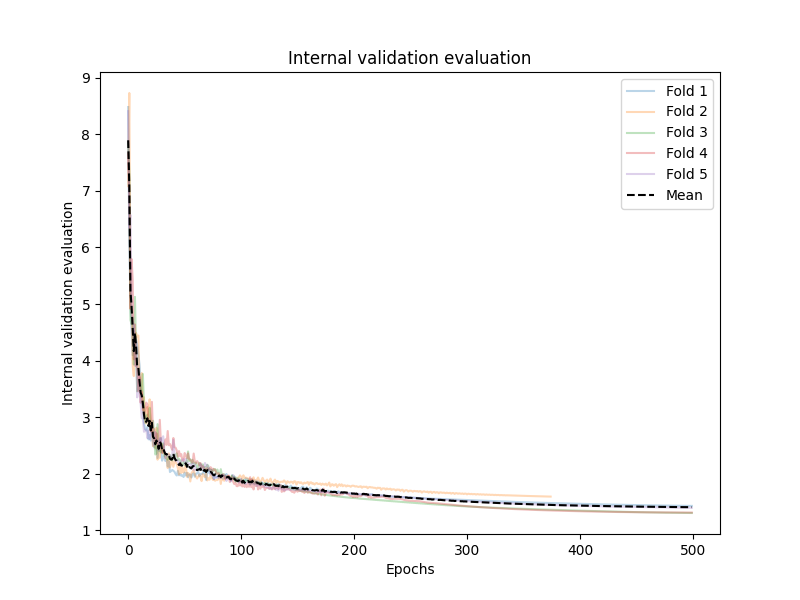 Internal validation evaluation
Internal validation evaluation
9
8
7
6
5
4
3
2
1
Fold 1
Fold 2
Fold 3
Fold 4
Fold 5
Mean
0
100
200
300
400
500
Epochs